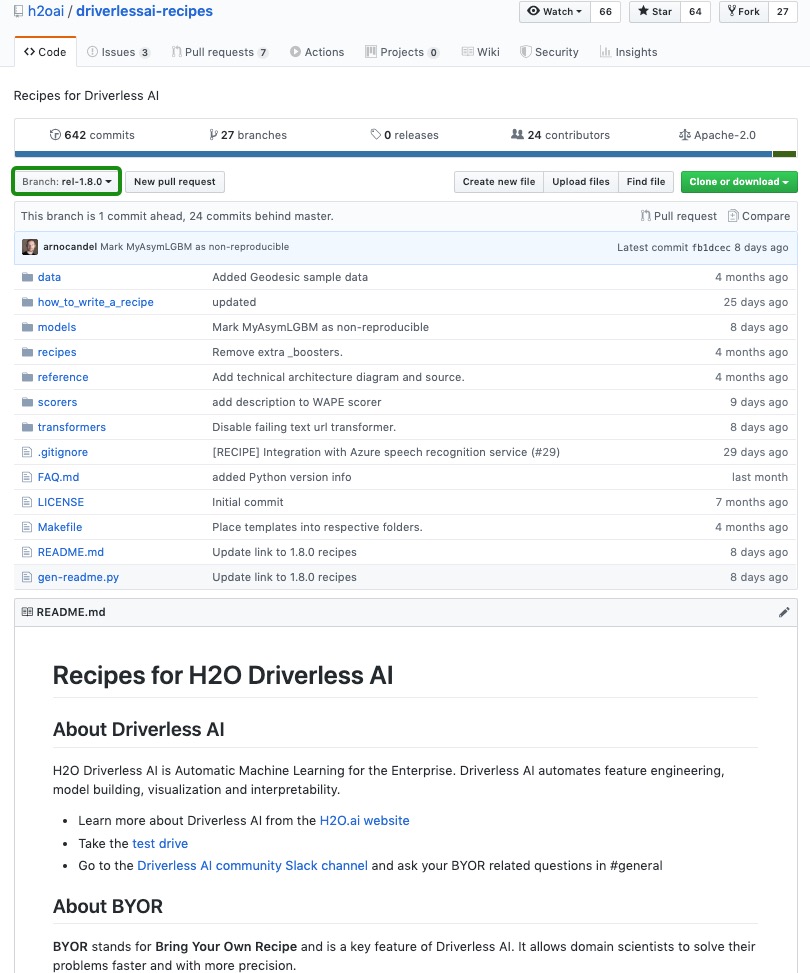 h2oai / driverlessai-recipes Watch 66 Star 64 Fork 27
Code Issues 3 Pull requests 7 Actions Projects 0 Wiki Security Insights
Recipes for Driverless AI
642 commits 27 branches 0 releases 24 contributors Apache-2.0
Branch: rel-1.8.0 New pull request Create new file Upload files Find file Clone or download
This branch is 1 commit ahead, 24 commits behind master. Pull request Compare
arnocandel Mark MyAsymLGBM as non-reproducible Latest commit fb1dcec 8 days ago
data Added Geodesic sample data 4 months ago
how_to_write_a_recipe updated 25 days ago
models Mark MyAsymLGBM as non-reproducible 8 days ago
recipes Remove extra _boosters. 4 months ago
reference Add technical architecture diagram and source. 4 months ago
scorers add description to WAPE scorer 9 days ago
transformers Disable failing text url transformer. 8 days ago
.gitignore [RECIPE] Integration with Azure speech recognition service (#29) 29 days ago
FAQ.md added Python version info last month
LICENSE Initial commit 7 months ago
Makefile Place templates into respective folders. 4 months ago
README.md Update link to 1.8.0 recipes 8 days ago
gen-readme.py Update link to 1.8.0 recipes 8 days ago
README.md
Recipes for H2O Driverless AI
About Driverless AI
H2O Driverless AI is Automatic Machine Learning for the Enterprise. Driverless AI automates feature engineering,
model building, visualization and interpretability.
• Learn more about Driverless AI from the H2O.ai website
• Take the test drive
• Go to the Driverless AI community Slack channel and ask your BYOR related questions in #general
About BYOR
BYOR stands for Bring Your Own Recipe and is a key feature of Driverless AI. It allows domain scientists to solve their
problems faster and with more precision.